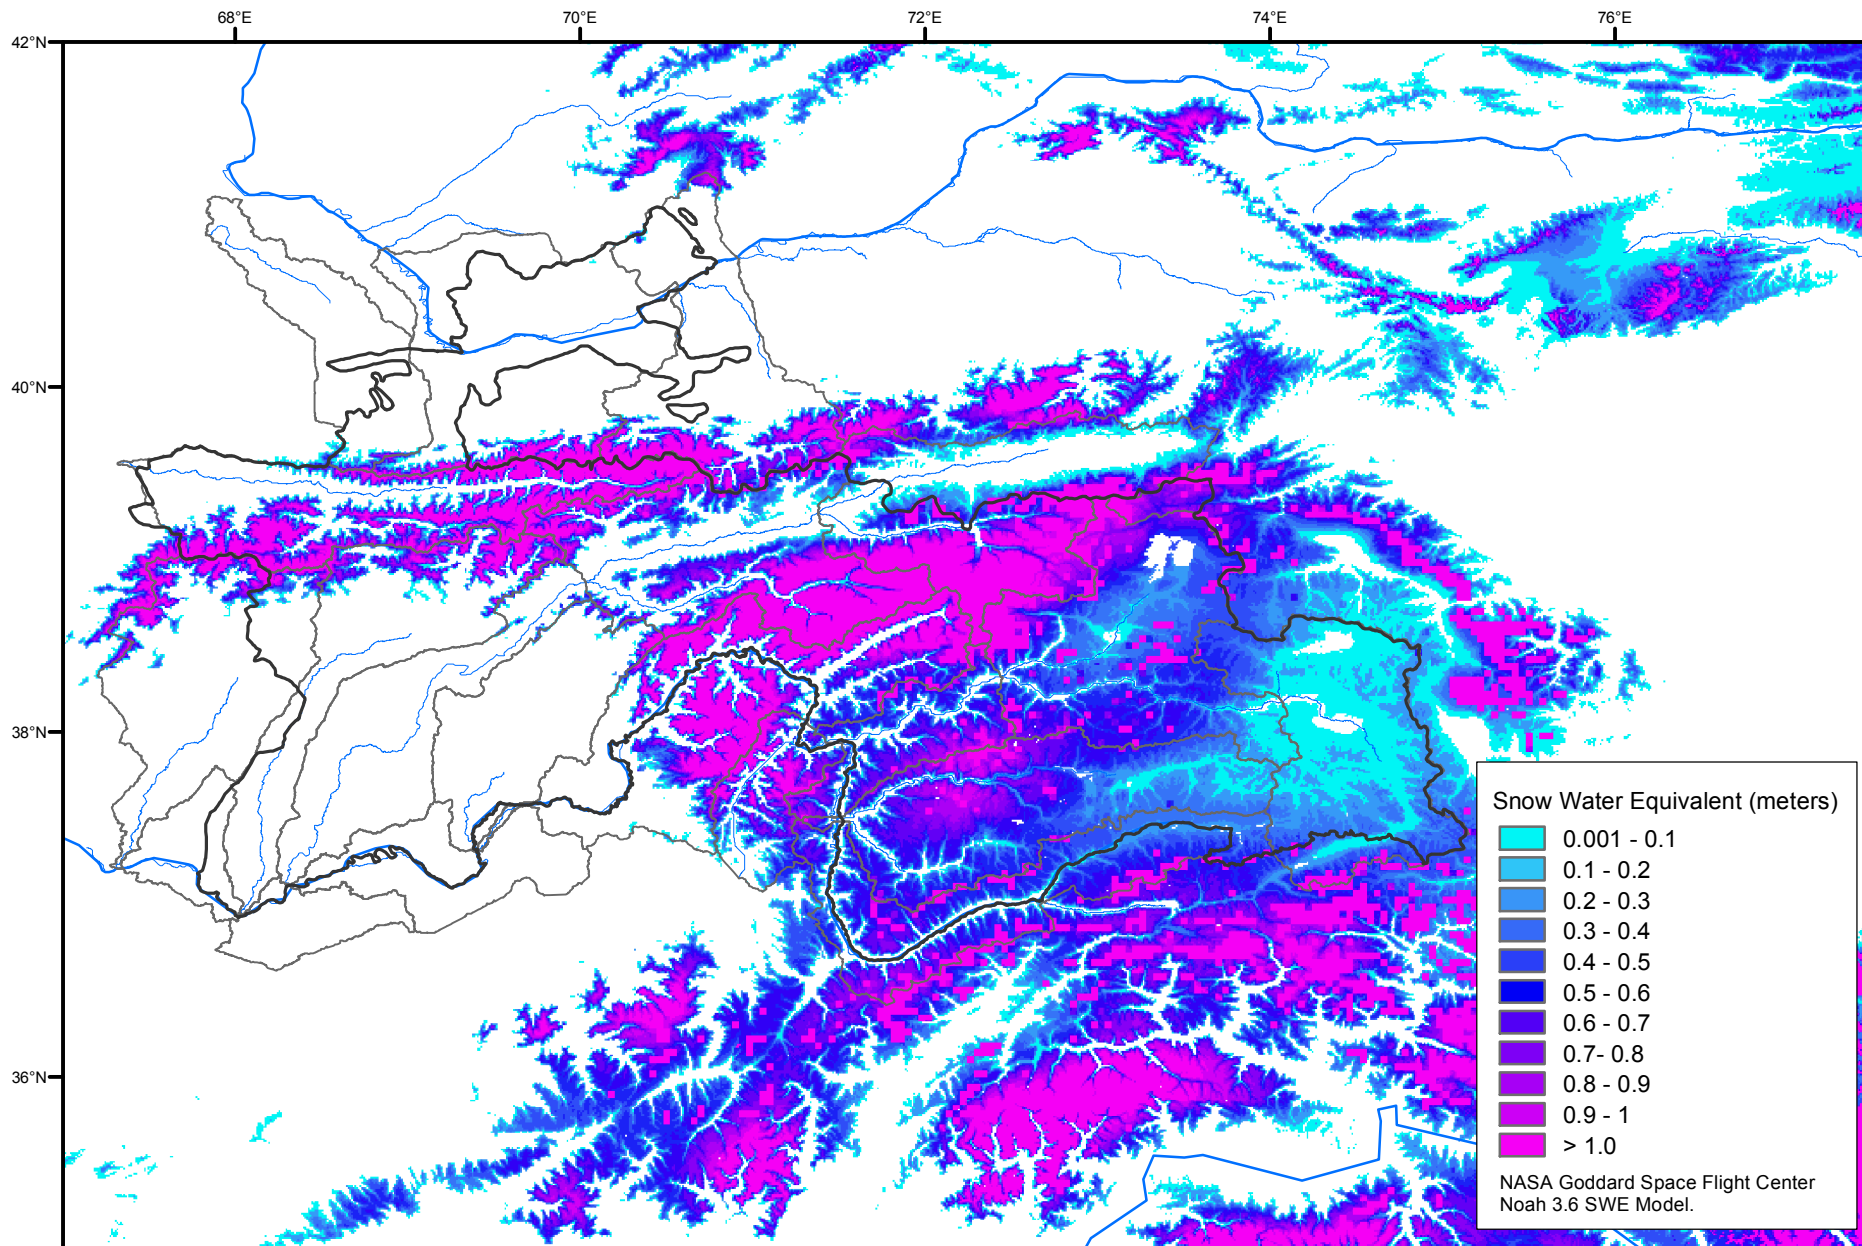 68°E
70°E
72°E
74°E
76°E
42°N
40°N
38°N
36°N
Snow Water Equivalent (meters)
0.001 - 0.1
0.1 - 0.2
0.2 - 0.3
0.3 - 0.4
0.4 - 0.5
0.5 - 0.6
0.6 - 0.7
0.7- 0.8
0.8 - 0.9
0.9 - 1
> 1.0
NASA Goddard Space Flight Center
Noah 3.6 SWE Model.